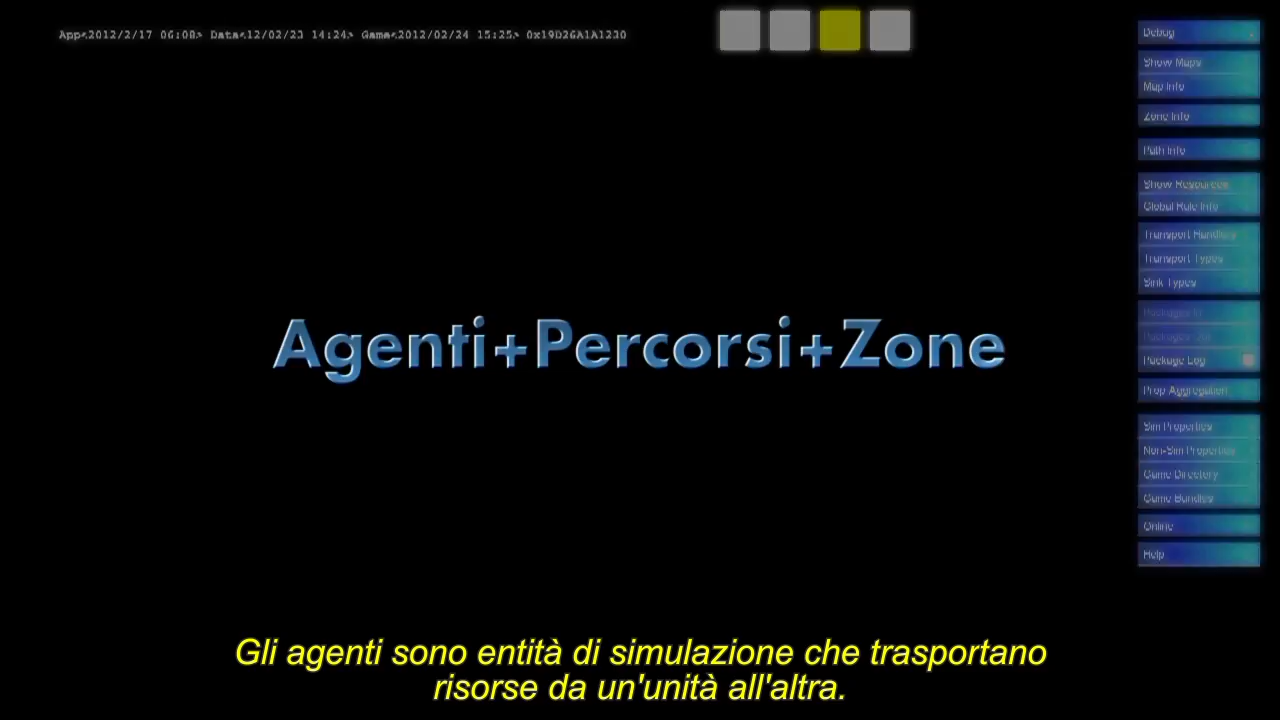 App<2012/2/17 06:08> Data<12/02/23 14:24> Game<2012/02/24 15:25> 0x19D26A1A1230
Debug
Show Maps
Map Info
Zone Info
Path Info
Show Resources
Global Rule Info
Transport Handlers
Transport Types
Sink Types
Package Log
Prop Aggregation
Sim Properties
Non-Sim Properties
Game Directory
Game Bundles
Online
Help
Agenti+Percorsi+Zone
Gli agenti sono entità di simulazione che trasportano
risorse da un'unità all'altra.